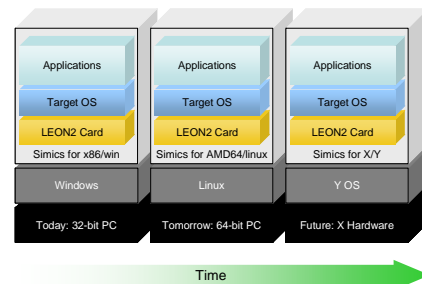 Applications
Applications
Applications
Target OS
Target OS
Target OS
LEON2 Card
LEON2 Card
LEON2 Card
Simics for x86/win
Simics for AMD64/linux
Simics for X/Y
Windows
Linux
Y OS
Today: 32-bit PC
Tomorrow: 64-bit PC
Future: X Hardware
Time